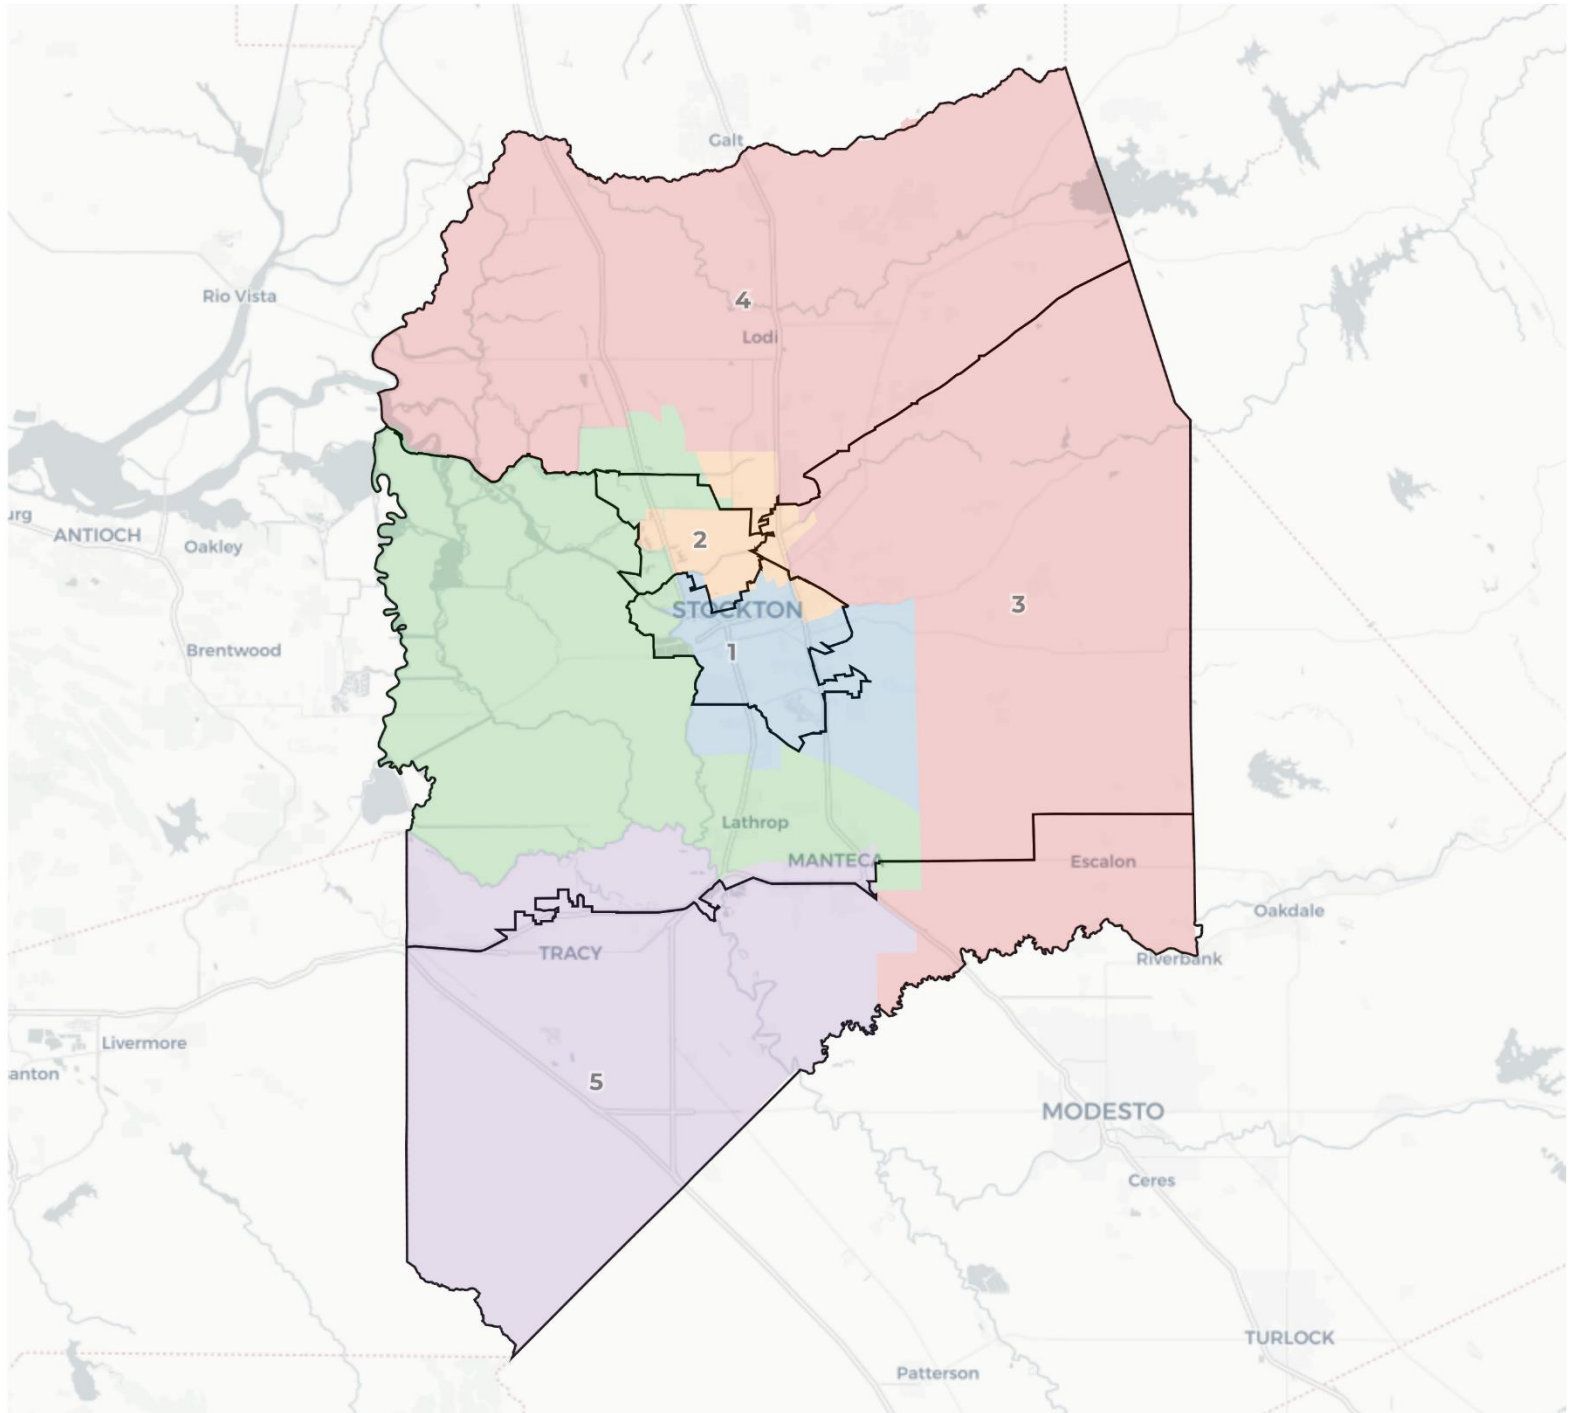 Galt
Rio Vista
4
Lodi
urg
ANTIOCH
Oakley
2
STOCKTON
3
Brentwood
1
Lathrop
MANTECA
Escalon
Oakdale
TRACY
Riverbank
Livermore
anton
5
MODESTO
Ceres
TURLOCK
Patterson